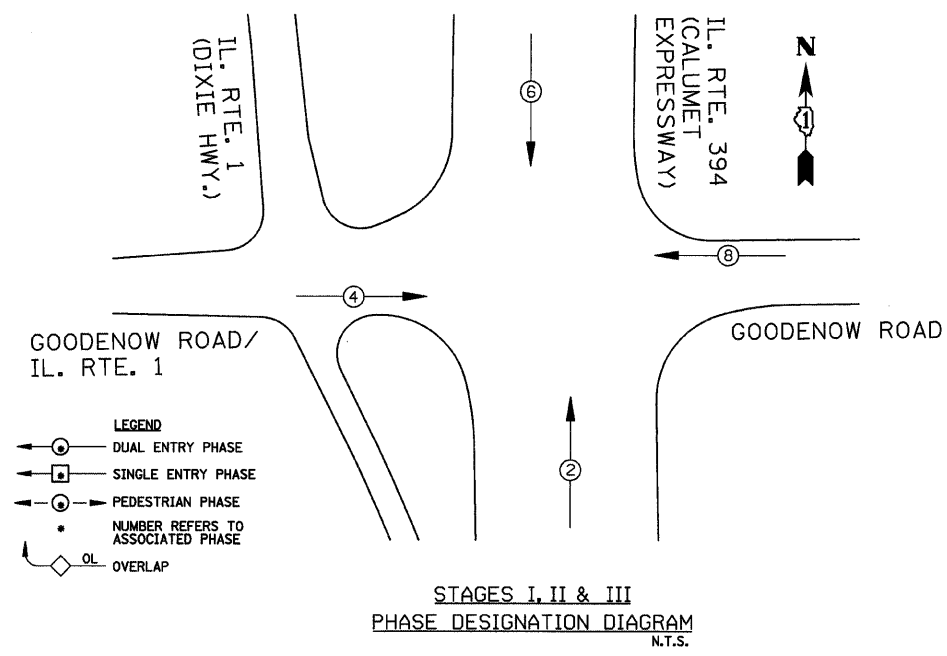 IL. RTE. 1
(DIXIE HWY.)
6
IL. RTE. 394
(CALUMET
EXPRESSWAY)
N
1
8
4
GOODENOW ROAD/
IL. RTE. 1
GOODENOW ROAD
2
LEGEND
* DUAL ENTRY PHASE
* SINGLE ENTRY PHASE
* PEDESTRIAN PHASE
* NUMBER REFERS TO
ASSOCIATED PHASE
OL OVERLAP
STAGES I, II & III
PHASE DESIGNATION DIAGRAM
N.T.S.